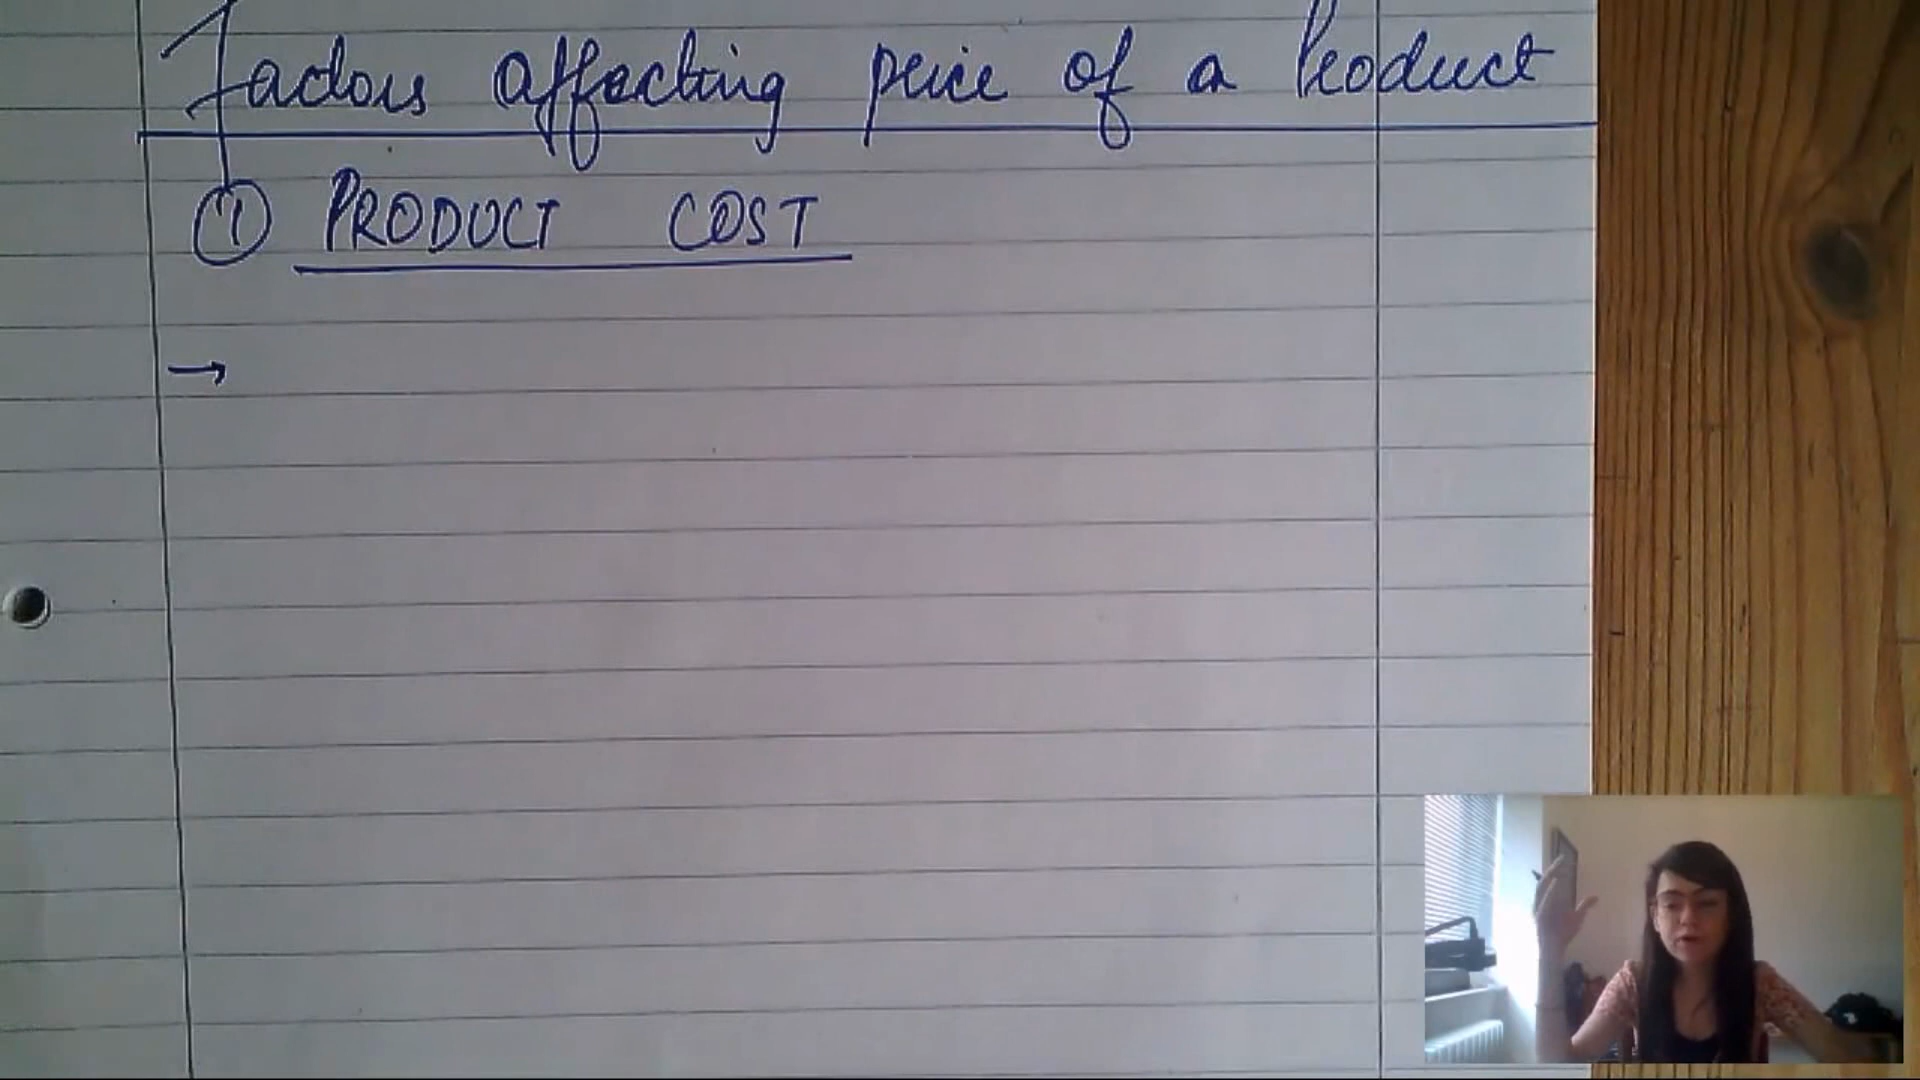 Factors affecting price of a Product
① PRODUCT COST
→